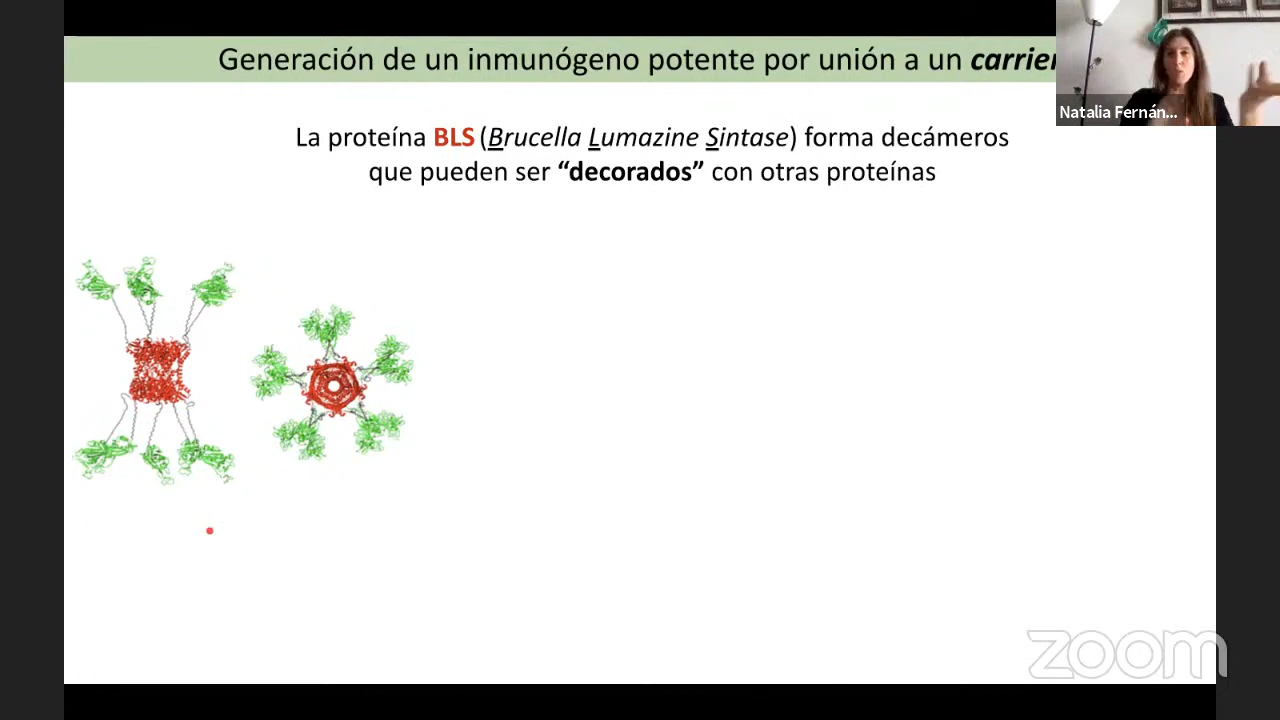 Generación de un inmunógeno potente por unión a un carrier
Natalia Fernán...
La proteína BLS (Brucella Lumazine Sintase) forma decámeros
que pueden ser “decorados” con otras proteínas
zoom